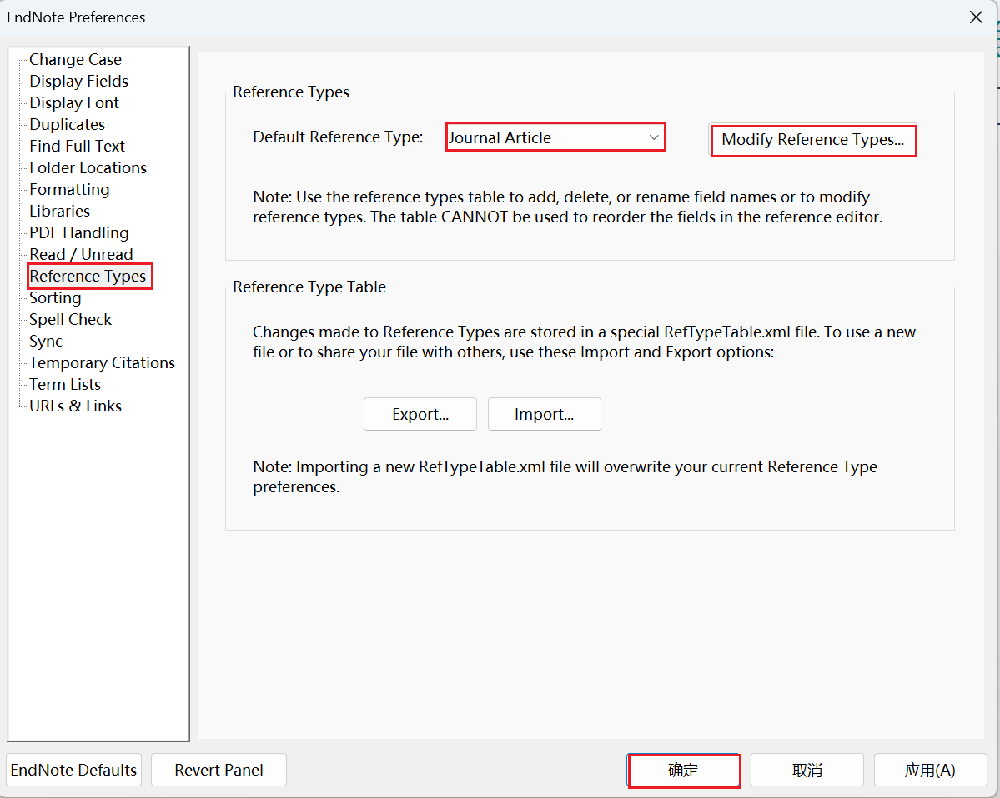 EndNote Preferences
Change Case
Display Fields
Display Font
Duplicates
Find Full Text
Folder Locations
Formatting
Libraries
PDF Handling
Read / Unread
Reference Types
Sorting
Spell Check
Sync
Temporary Citations
Term Lists
URLs & Links
Reference Types
Default Reference Type:
Journal Article
Modify Reference Types...
Note: Use the reference types table to add, delete, or rename field names or to modify
reference types. The table CANNOT be used to reorder the fields in the reference editor.
Reference Type Table
Changes made to Reference Types are stored in a special RefTypeTable.xml file. To use a new
file or to share your file with others, use these Import and Export options:
Export...
Import...
Note: Importing a new RefTypeTable.xml file will overwrite your current Reference Type
preferences.
EndNote Defaults
Revert Panel
确定
取消
应用(A)